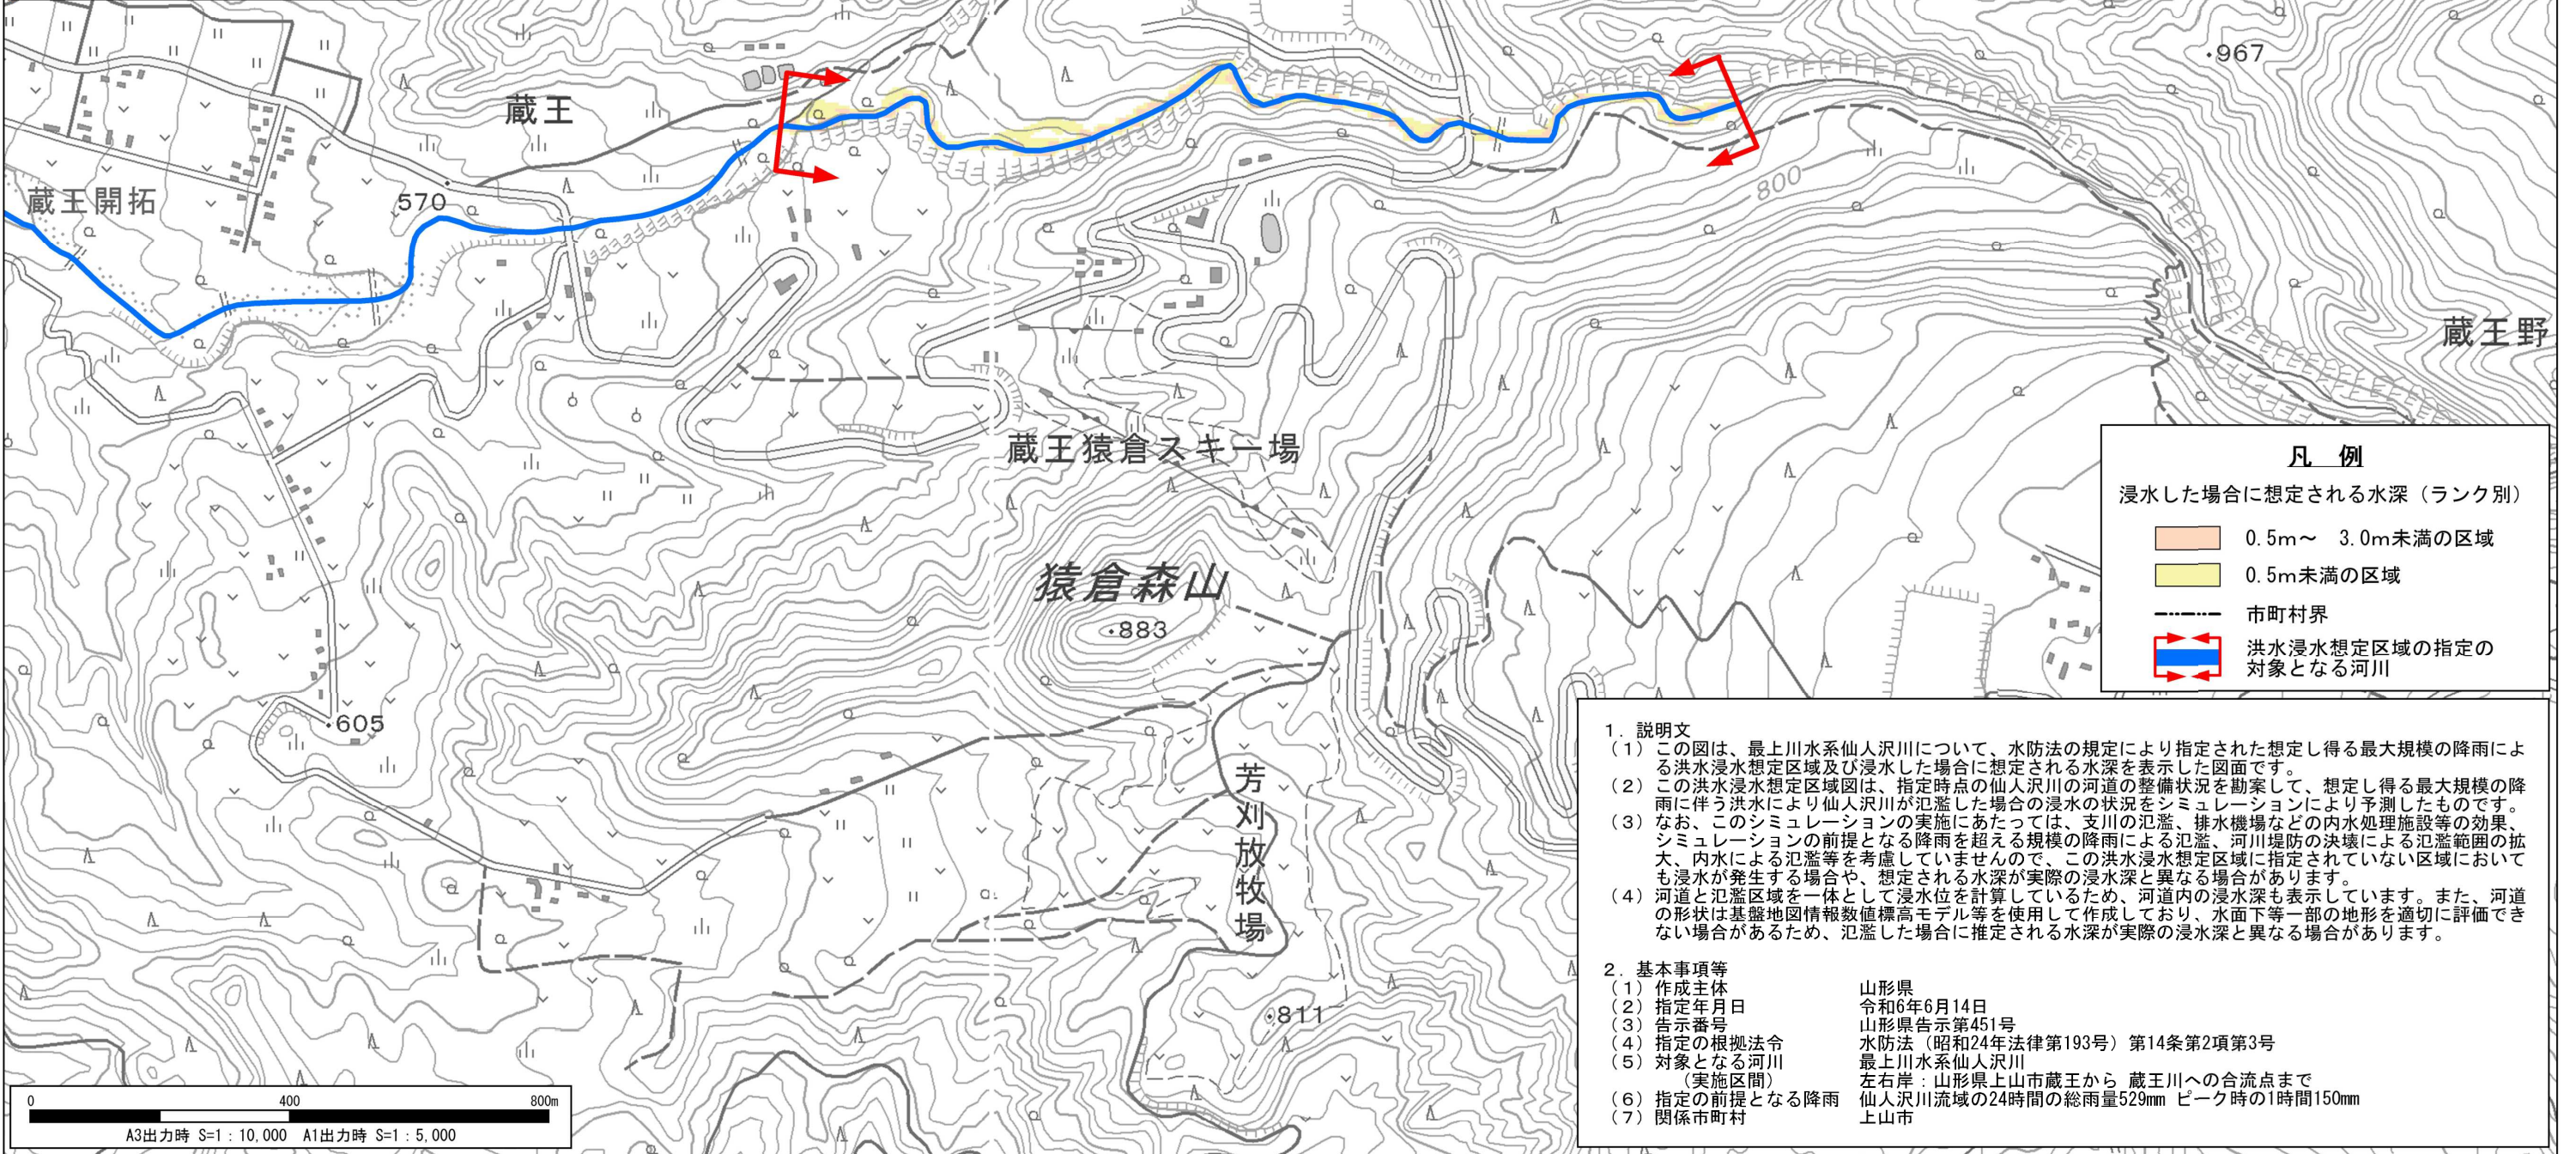 967
蔵王
蔵王開拓
570
800
蔵王野
蔵王猿倉スキー場
猿倉森山
883
605
芳刈放牧場
811
凡 例
浸水した場合に想定される水深（ランク別）
0.5m～ 3.0m未満の区域
0.5m未満の区域
市町村界
洪水浸水想定区域の指定の
対象となる河川
1. 説明文
（1）この図は、最上川水系仙人沢川について、水防法の規定により指定された想定し得る最大規模の降雨によ
る洪水浸水想定区域及び浸水した場合に想定される水深を表示した図面です。
（2）この洪水浸水想定区域図は、指定時点の仙人沢川の河道の整備状況を勘案して、想定し得る最大規模の降
雨に伴う洪水により仙人沢川が氾濫した場合の浸水の状況をシミュレーションにより予測したものです。
（3）なお、このシミュレーションの実施にあたっては、支川の氾濫、排水機場などの内水処理施設等の効果、
シミュレーションの前提となる降雨を超える規模の降雨による氾濫、河川堤防の決壊による氾濫範囲の拡
大、内水による氾濫等を考慮していませんので、この洪水浸水想定区域に指定されていない区域において
も浸水が発生する場合や、想定される水深が実際の浸水深と異なる場合があります。
（4）河道と氾濫区域を一体として浸水位を計算しているため、河道内の浸水深も表示しています。また、河道
の形状は基盤地図情報数値標高モデル等を使用して作成しており、水面下等一部の地形を適切に評価でき
ない場合があるため、氾濫した場合に推定される水深が実際の浸水深と異なる場合があります。
2. 基本事項等
（1）作成主体 山形県
（2）指定年月日 令和6年6月14日
（3）告示番号 山形県告示第451号
（4）指定の根拠法令 水防法（昭和24年法律第193号）第14条第2項第3号
（5）対象となる河川 最上川水系仙人沢川
（実施区間） 左右岸：山形県上山市蔵王から 蔵王川への合流点まで
（6）指定の前提となる降雨 仙人沢川流域の24時間の総雨量529mm ピーク時の1時間150mm
（7）関係市町村 上山市
0 400 800m
A3出力時 S=1：10,000 A1出力時 S=1：5,000